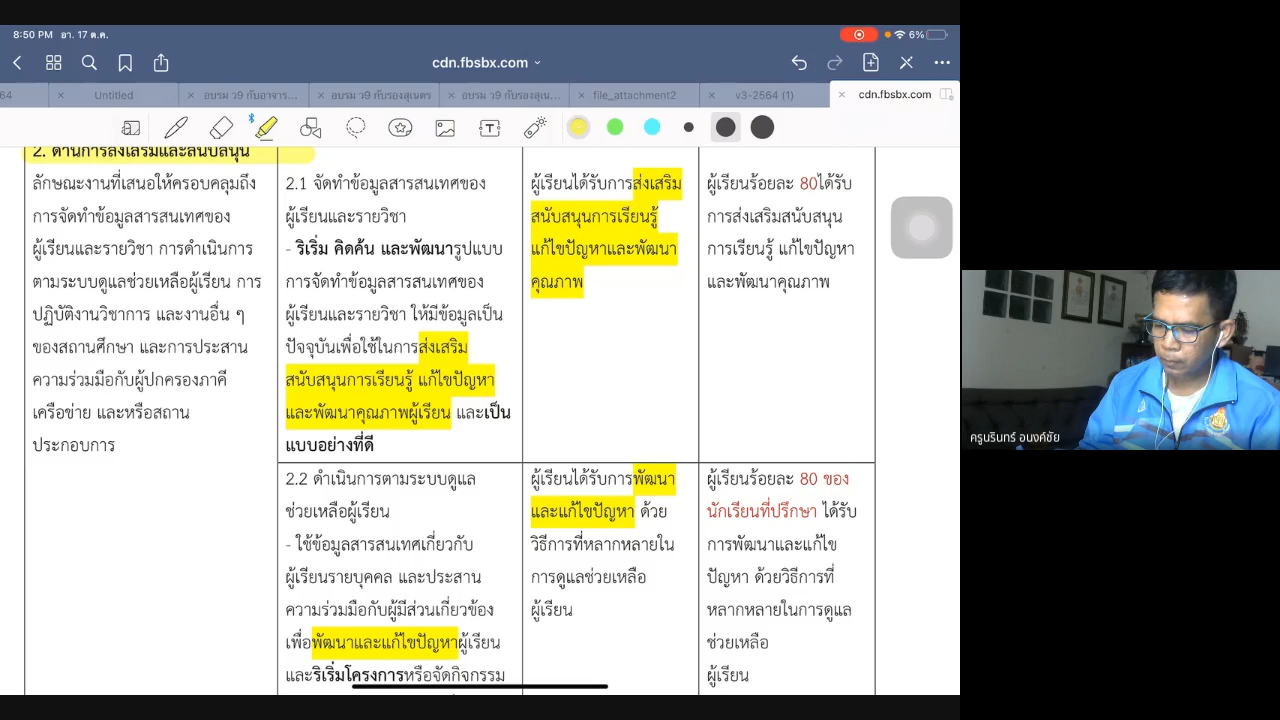 8:50 PM อา. 17 ต.ค.
6%
cdn.fbsbx.com
64
Untitled
อบรม ว9 กับอาจาร...
อบรม ว9 กับรองสุเนตร
อบรม ว9 กับรองสุเน...
file_attachment2
v3-2564 (1)
cdn.fbsbx.com
2. ด้านการส่งเสริมและสนับสนุน
ลักษณะงานที่เสนอให้ครอบคลุมถึง
การจัดทำข้อมูลสารสนเทศของ
ผู้เรียนและรายวิชา การดำเนินการ
ตามระบบดูแลช่วยเหลือผู้เรียน การ
ปฏิบัติงานวิชาการ และงานอื่น ๆ
ของสถานศึกษา และการประสาน
ความร่วมมือกับผู้ปกครองภาคี
เครือข่าย และหรือสถาน
ประกอบการ
2.1 จัดทำข้อมูลสารสนเทศของ
ผู้เรียนและรายวิชา
- ริเริ่ม คิดค้น และพัฒนารูปแบบ
การจัดทำข้อมูลสารสนเทศของ
ผู้เรียนและรายวิชา ให้มีข้อมูลเป็น
ปัจจุบันเพื่อใช้ในการส่งเสริม
สนับสนุนการเรียนรู้ แก้ไขปัญหา
และพัฒนาคุณภาพผู้เรียน และเป็น
แบบอย่างที่ดี
ผู้เรียนได้รับการส่งเสริม
สนับสนุนการเรียนรู้
แก้ไขปัญหาและพัฒนา
คุณภาพ
ผู้เรียนร้อยละ 80ได้รับ
การส่งเสริมสนับสนุน
การเรียนรู้ แก้ไขปัญหา
และพัฒนาคุณภาพ
2.2 ดำเนินการตามระบบดูแล
ช่วยเหลือผู้เรียน
- ใช้ข้อมูลสารสนเทศเกี่ยวกับ
ผู้เรียนรายบุคคล และประสาน
ความร่วมมือกับผู้มีส่วนเกี่ยวข้อง
เพื่อพัฒนาและแก้ไขปัญหาผู้เรียน
และริเริ่มโครงการหรือจัดกิจกรรม
ผู้เรียนได้รับการพัฒนา
และแก้ไขปัญหา ด้วย
วิธีการที่หลากหลายใน
การดูแลช่วยเหลือ
ผู้เรียน
ผู้เรียนร้อยละ 80 ของ
นักเรียนที่ปรึกษา ได้รับ
การพัฒนาและแก้ไข
ปัญหา ด้วยวิธีการที่
หลากหลายในการดูแล
ช่วยเหลือ
ผู้เรียน
ครูนรินทร์ อนงค์ชัย